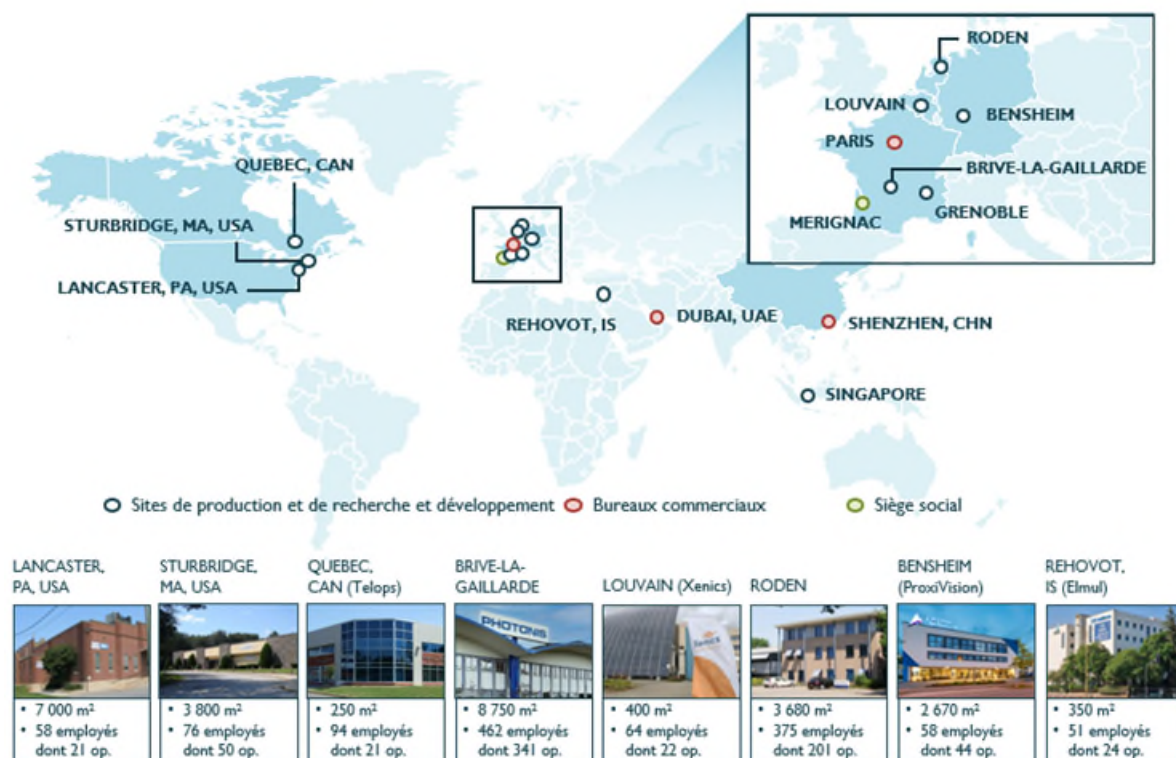 RODEN
LOUVAIN
BENSHEIM
PARIS
BRIVE-LA-GAILLARDE
GRENOBLE
MERIGNAC
QUEBEC, CAN
STURBRIDGE, MA, USA
LANCASTER, PA, USA
REHOVOT, IS
DUBAI, UAE
SHENZHEN, CHN
SINGAPORE
Sites de production et de recherche et développement
Bureaux commerciaux
Siège social
LANCASTER,
PA, USA
• 7 000 m²
• 58 employés
dont 21 op.
STURBRIDGE,
MA, USA
• 3 800 m²
• 76 employés
dont 50 op.
QUEBEC,
CAN (Telops)
• 250 m²
• 94 employés
dont 21 op.
BRIVE-LA-
GAILLARDE
PHOTONIS
• 8 750 m²
• 462 employés
dont 341 op.
LOUVAIN (Xenics)
Xenics
• 400 m²
• 64 employés
dont 22 op.
RODEN
• 3 680 m²
• 375 employés
dont 201 op.
BENSHEIM
(ProxiVision)
• 2 670 m²
• 58 employés
dont 44 op.
REHOVOT,
IS (Elmul)
• 350 m²
• 51 employés
dont 24 op.